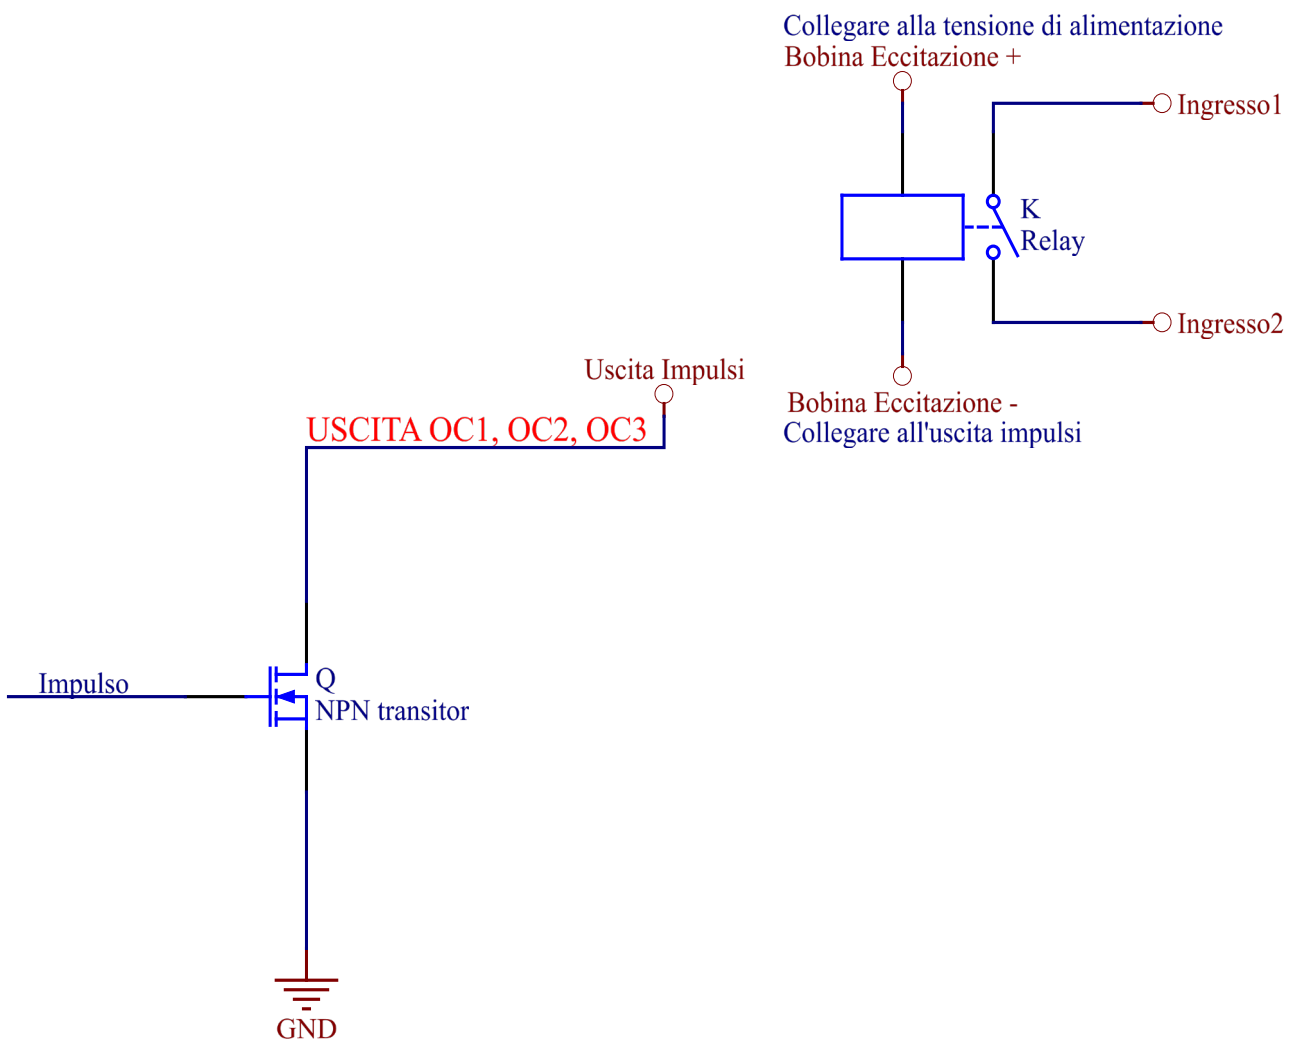 Collegare alla tensione di alimentazione
Bobina Eccitazione +
Ingresso1
K
Relay
Ingresso2
Uscita Impulsi
Bobina Eccitazione -
Collegare all'uscita impulsi
USCITA OC1, OC2, OC3
Impulso
Q
NPN transitor
GND